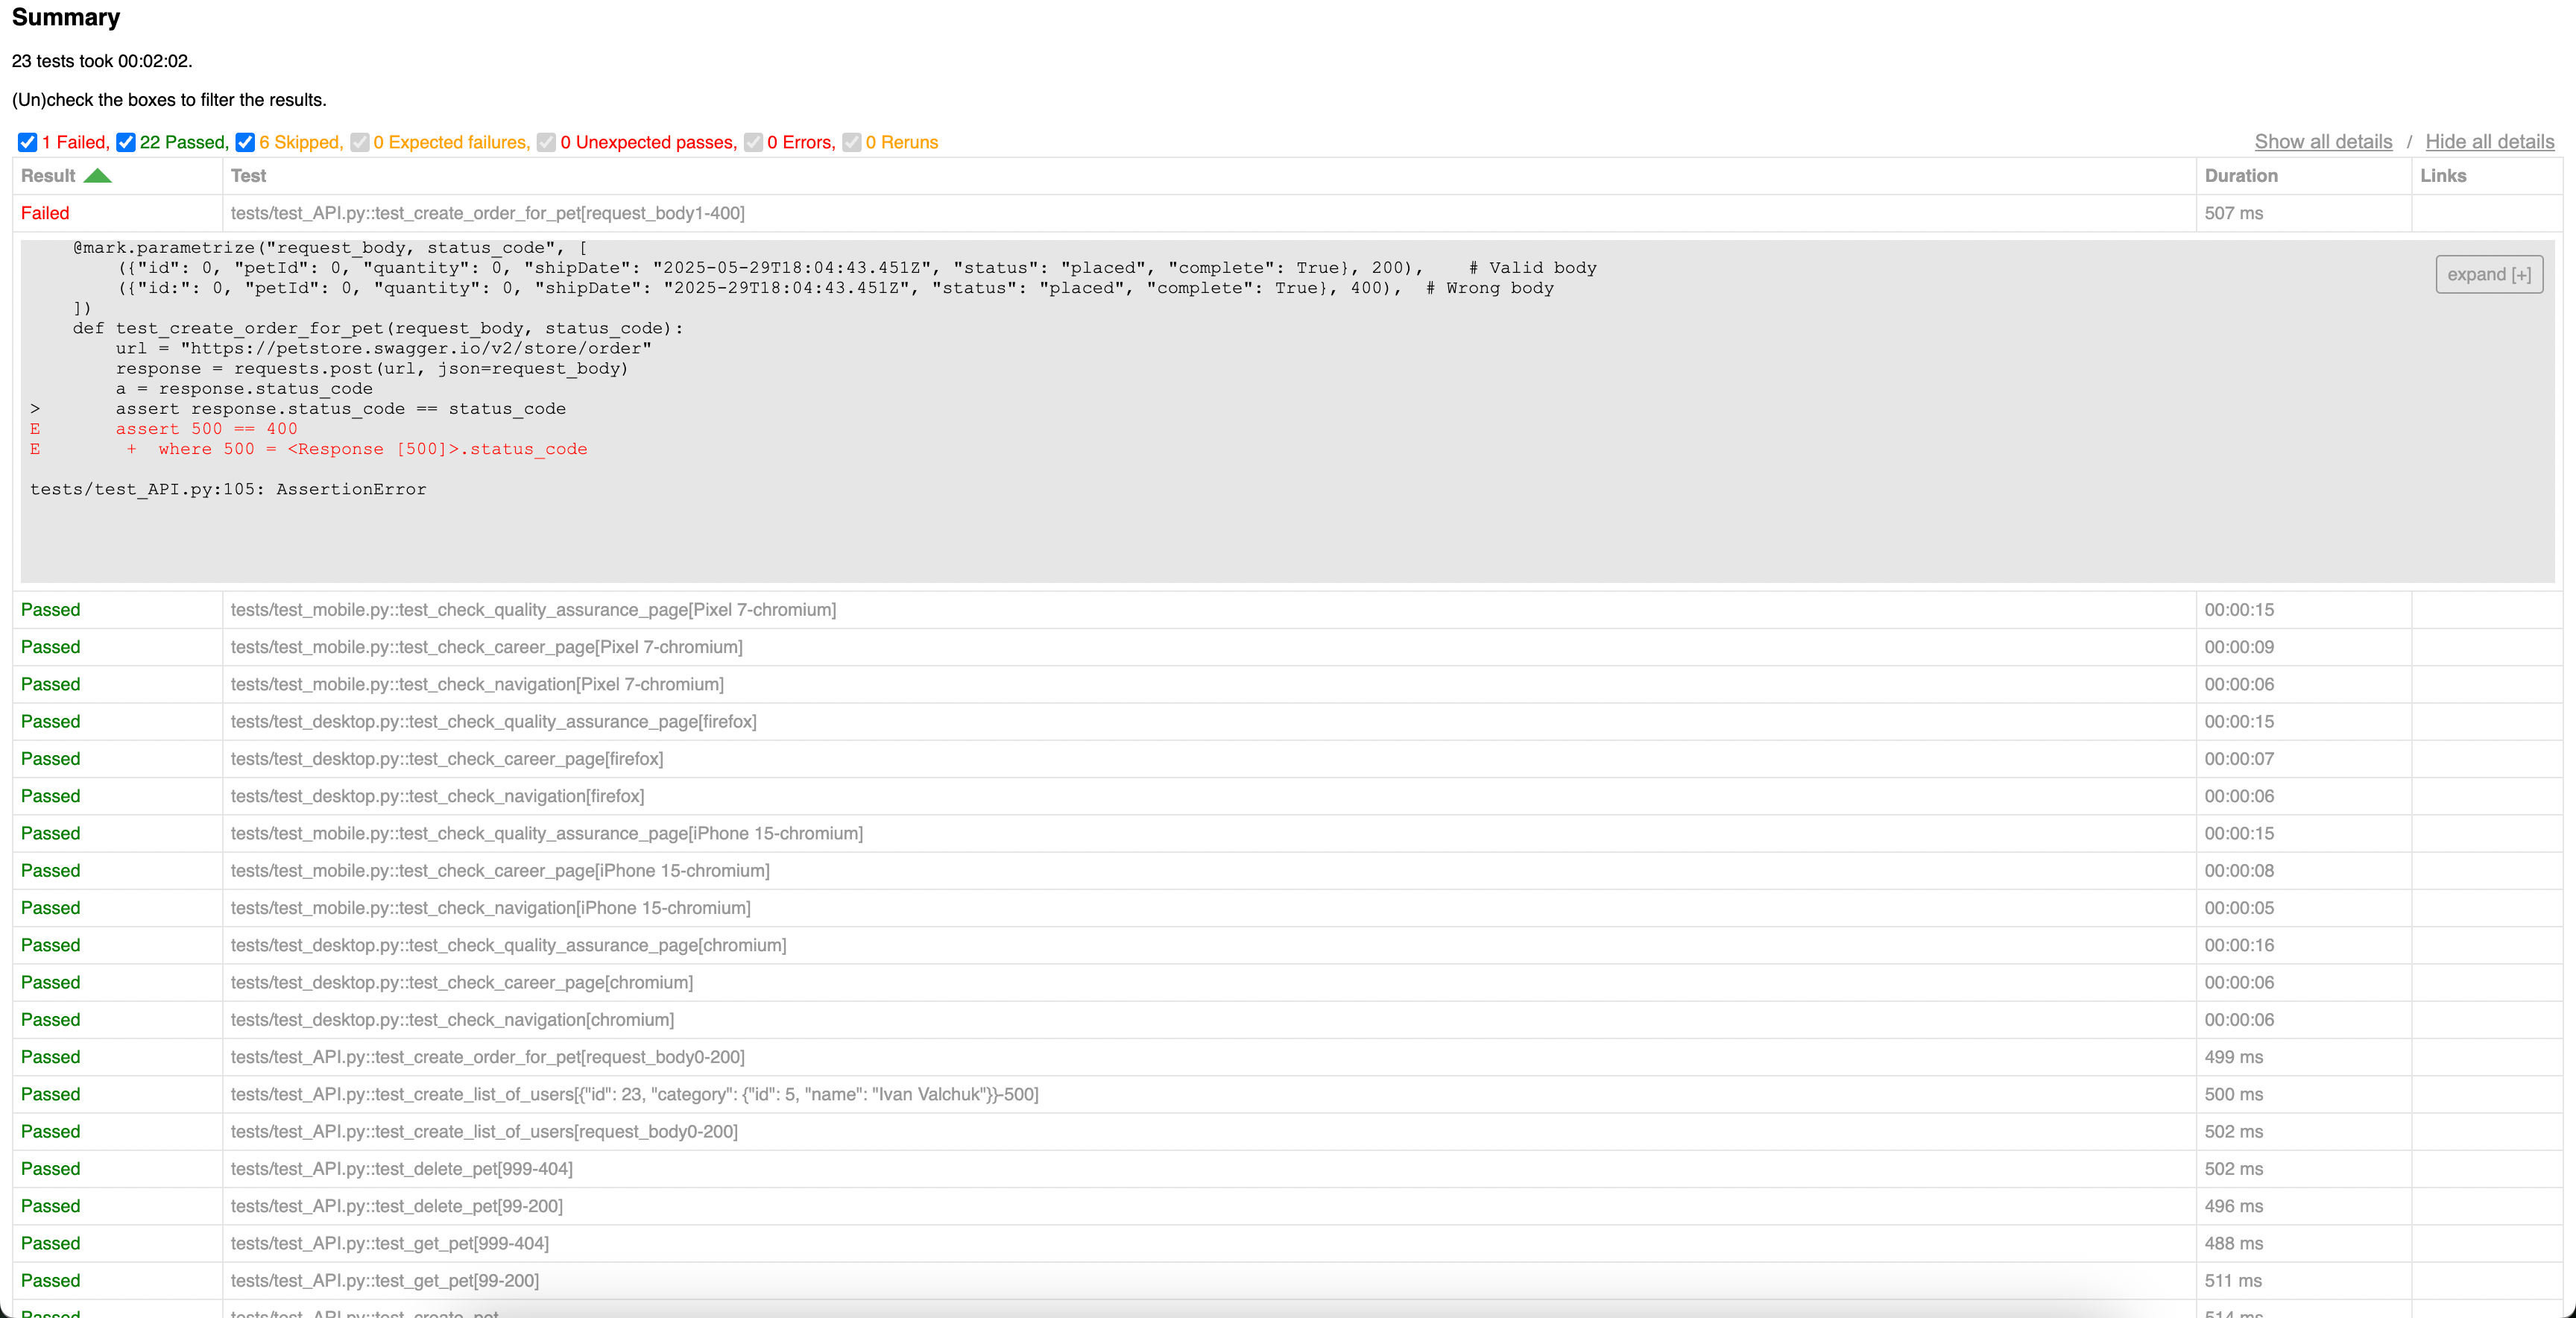 Summary
23 tests took 00:02:02.
(Un)check the boxes to filter the results.
1 Failed, 22 Passed, 6 Skipped, 0 Expected failures, 0 Unexpected passes, 0 Errors, 0 Reruns
Show all details / Hide all details
Result Test Duration Links
Failed tests/test_API.py::test_create_order_for_pet[request_body1-400] 507 ms
@mark.parametrize("request_body, status_code", [
({"id": 0, "petId": 0, "quantity": 0, "shipDate": "2025-05-29T18:04:43.451Z", "status": "placed", "complete": True}, 200), # Valid body
({"id:": 0, "petId": 0, "quantity": 0, "shipDate": "2025-29T18:04:43.451Z", "status": "placed", "complete": True}, 400), # Wrong body
])
expand [+]
def test_create_order_for_pet(request_body, status_code):
url = "https://petstore.swagger.io/v2/store/order"
response = requests.post(url, json=request_body)
a = response.status_code
> assert response.status_code == status_code
E assert 500 == 400
E + where 500 = <Response [500]>.status_code
tests/test_API.py:105: AssertionError
Passed tests/test_mobile.py::test_check_quality_assurance_page[Pixel 7-chromium] 00:00:15
Passed tests/test_mobile.py::test_check_career_page[Pixel 7-chromium] 00:00:09
Passed tests/test_mobile.py::test_check_navigation[Pixel 7-chromium] 00:00:06
Passed tests/test_desktop.py::test_check_quality_assurance_page[firefox] 00:00:15
Passed tests/test_desktop.py::test_check_career_page[firefox] 00:00:07
Passed tests/test_desktop.py::test_check_navigation[firefox] 00:00:06
Passed tests/test_mobile.py::test_check_quality_assurance_page[iPhone 15-chromium] 00:00:15
Passed tests/test_mobile.py::test_check_career_page[iPhone 15-chromium] 00:00:08
Passed tests/test_mobile.py::test_check_navigation[iPhone 15-chromium] 00:00:05
Passed tests/test_desktop.py::test_check_quality_assurance_page[chromium] 00:00:16
Passed tests/test_desktop.py::test_check_career_page[chromium] 00:00:06
Passed tests/test_desktop.py::test_check_navigation[chromium] 00:00:06
Passed tests/test_API.py::test_create_order_for_pet[request_body0-200] 499 ms
Passed tests/test_API.py::test_create_list_of_users[{"id": 23, "category": {"id": 5, "name": "Ivan Valchuk"}}-500] 500 ms
Passed tests/test_API.py::test_create_list_of_users[request_body0-200] 502 ms
Passed tests/test_API.py::test_delete_pet[999-404] 502 ms
Passed tests/test_API.py::test_delete_pet[99-200] 496 ms
Passed tests/test_API.py::test_get_pet[999-404] 488 ms
Passed tests/test_API.py::test_get_pet[99-200] 511 ms
Passed tests/test_API.py::test_create_pet 514 ms